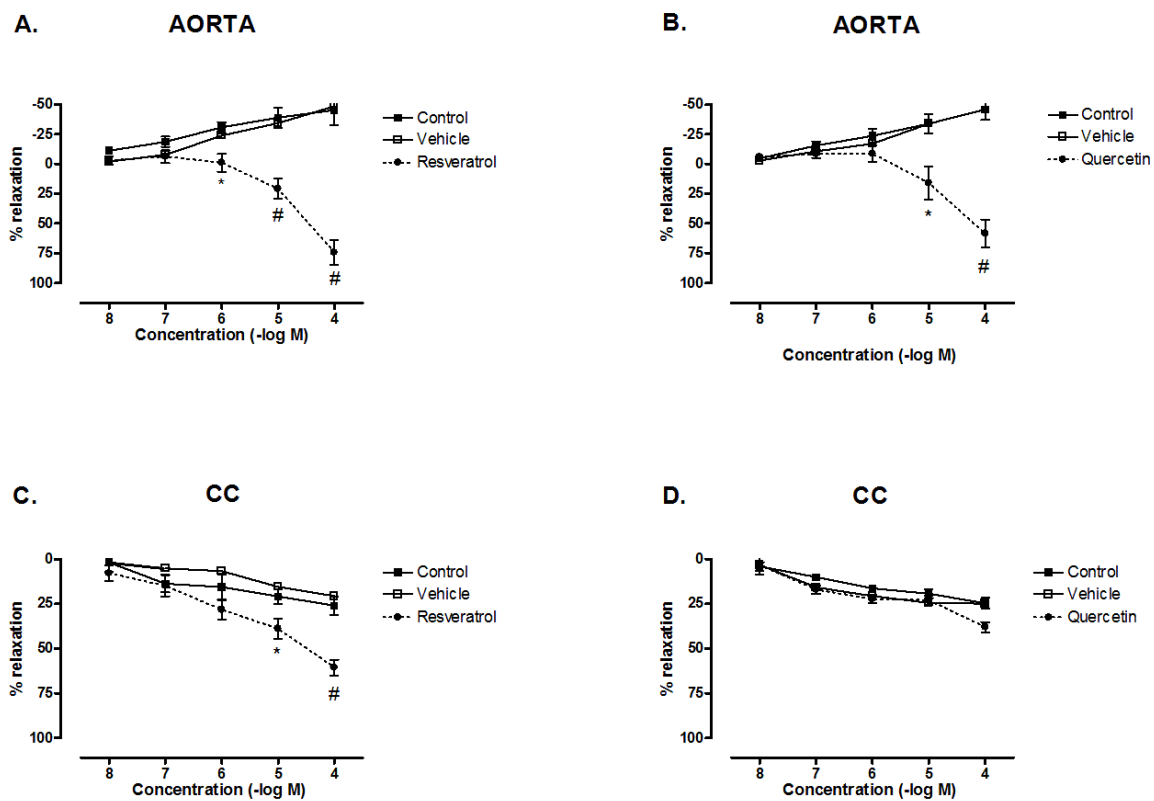 A. AORTA
-50
-25
0
25
50
75
100
% relaxation
Control
Vehicle
Resveratrol
*
#
#
8 7 6 5 4
Concentration (-log M)
B. AORTA
-50
-25
0
25
50
75
100
% relaxation
Control
Vehicle
Quercetin
*
#
8 7 6 5 4
Concentration (-log M)
C. CC
0
25
50
75
100
% relaxation
Control
Vehicle
Resveratrol
*
#
8 7 6 5 4
Concentration (-log M)
D. CC
0
25
50
75
100
% relaxation
Control
Vehicle
Quercetin
8 7 6 5 4
Concentration (-log M)